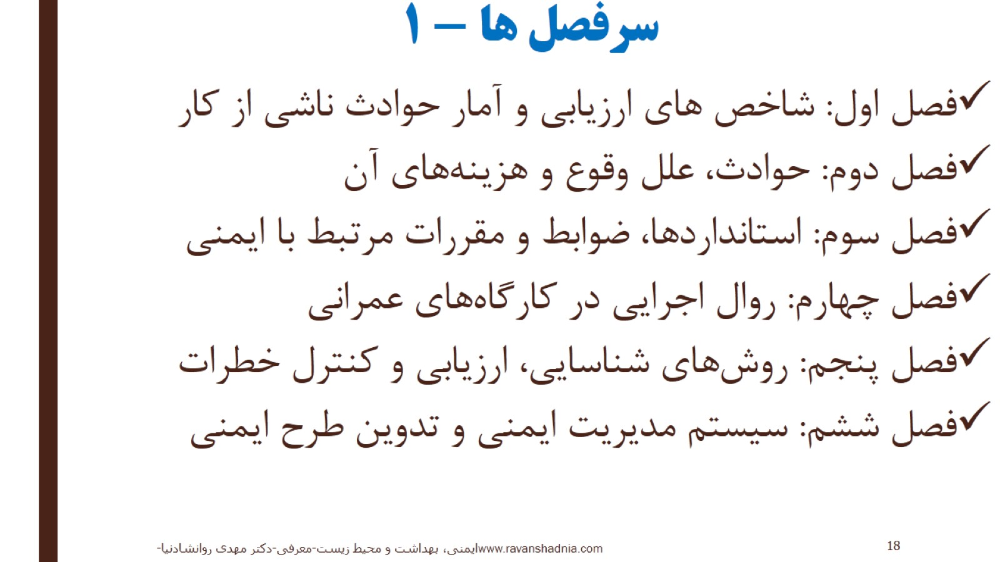 سرفصل ها – ۱
فصل اول: شاخص های ارزیابی و آمار حوادث ناشی از کار
فصل دوم: حوادث، علل وقوع و هزینه‌های آن
فصل سوم: استانداردها، ضوابط و مقررات مرتبط با ایمنی
فصل چهارم: روال اجرایی در کارگاه‌های عمرانی
فصل پنجم: روش‌های شناسایی، ارزیابی و کنترل خطرات
فصل ششم: سیستم مدیریت ایمنی و تدوین طرح ایمنی
www.ravanshadnia.comایمنی، بهداشت و محیط زیست-معرفی-دکتر مهدی روانشادنیا-
18